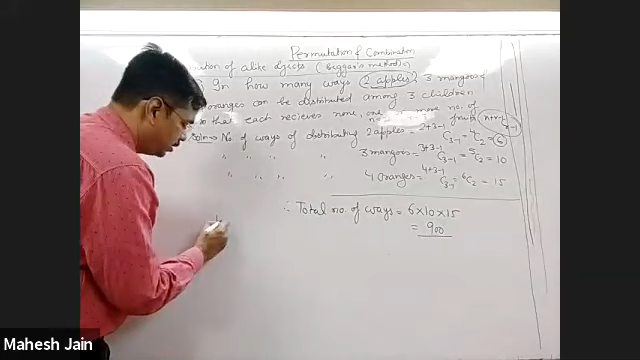 Permutation & Combination
ution of alike objects (Beggar's method)
In how many ways 2 apples, 3 mangoes &
oranges can be distributed among 3 children
so that each recieves none, one or more no. of fruits n+r-1Cr-1
Soln → No. of ways of distributing 2 apples = 2+3-1C3-1 = 4C2 = 6
" " " " 3 mangoes = 3+3-1C3-1 = 5C2 = 10
" " " " 4 Oranges = 4+3-1C3-1 = 6C2 = 15
∴ Total no. of ways = 6×10×15
= 900
Mahesh Jain